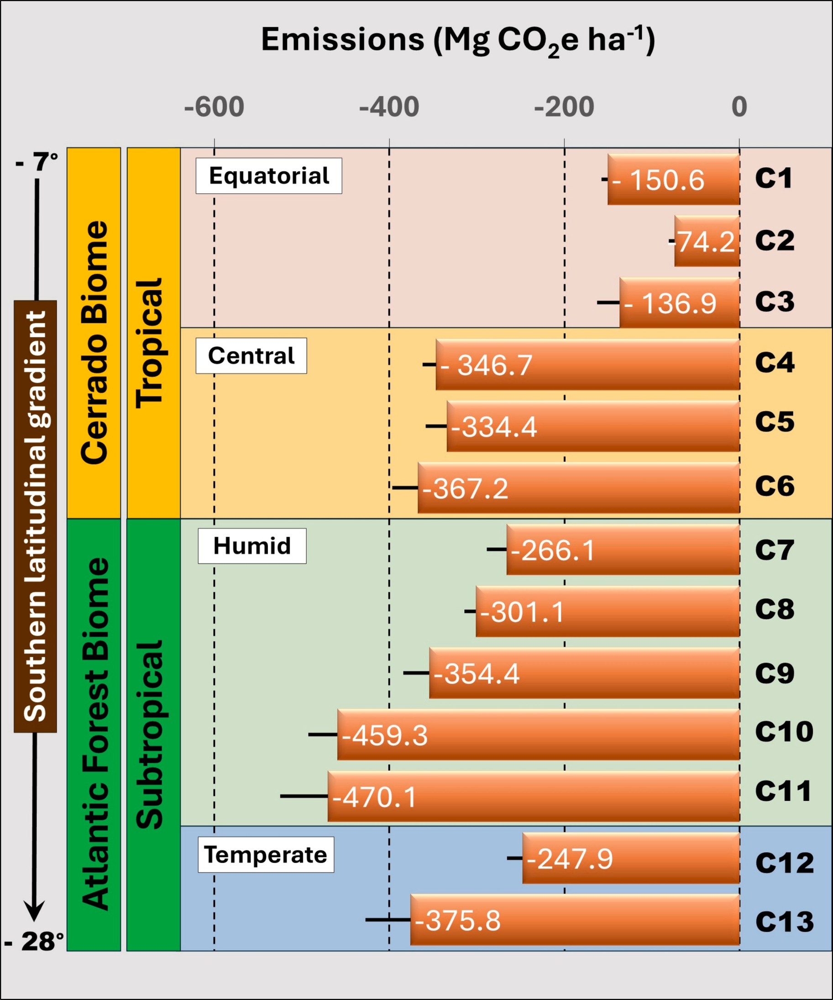 Emissions (Mg CO₂e ha⁻¹)
-600 -400 -200 0
- 7°
Southern latitudinal gradient
- 28°
Cerrado Biome
Atlantic Forest Biome
Tropical
Subtropical
Equatorial
- 150.6 C1
-74.2 C2
- 136.9 C3
Central
- 346.7 C4
-334.4 C5
-367.2 C6
Humid
-266.1 C7
-301.1 C8
-354.4 C9
-459.3 C10
-470.1 C11
Temperate
-247.9 C12
-375.8 C13